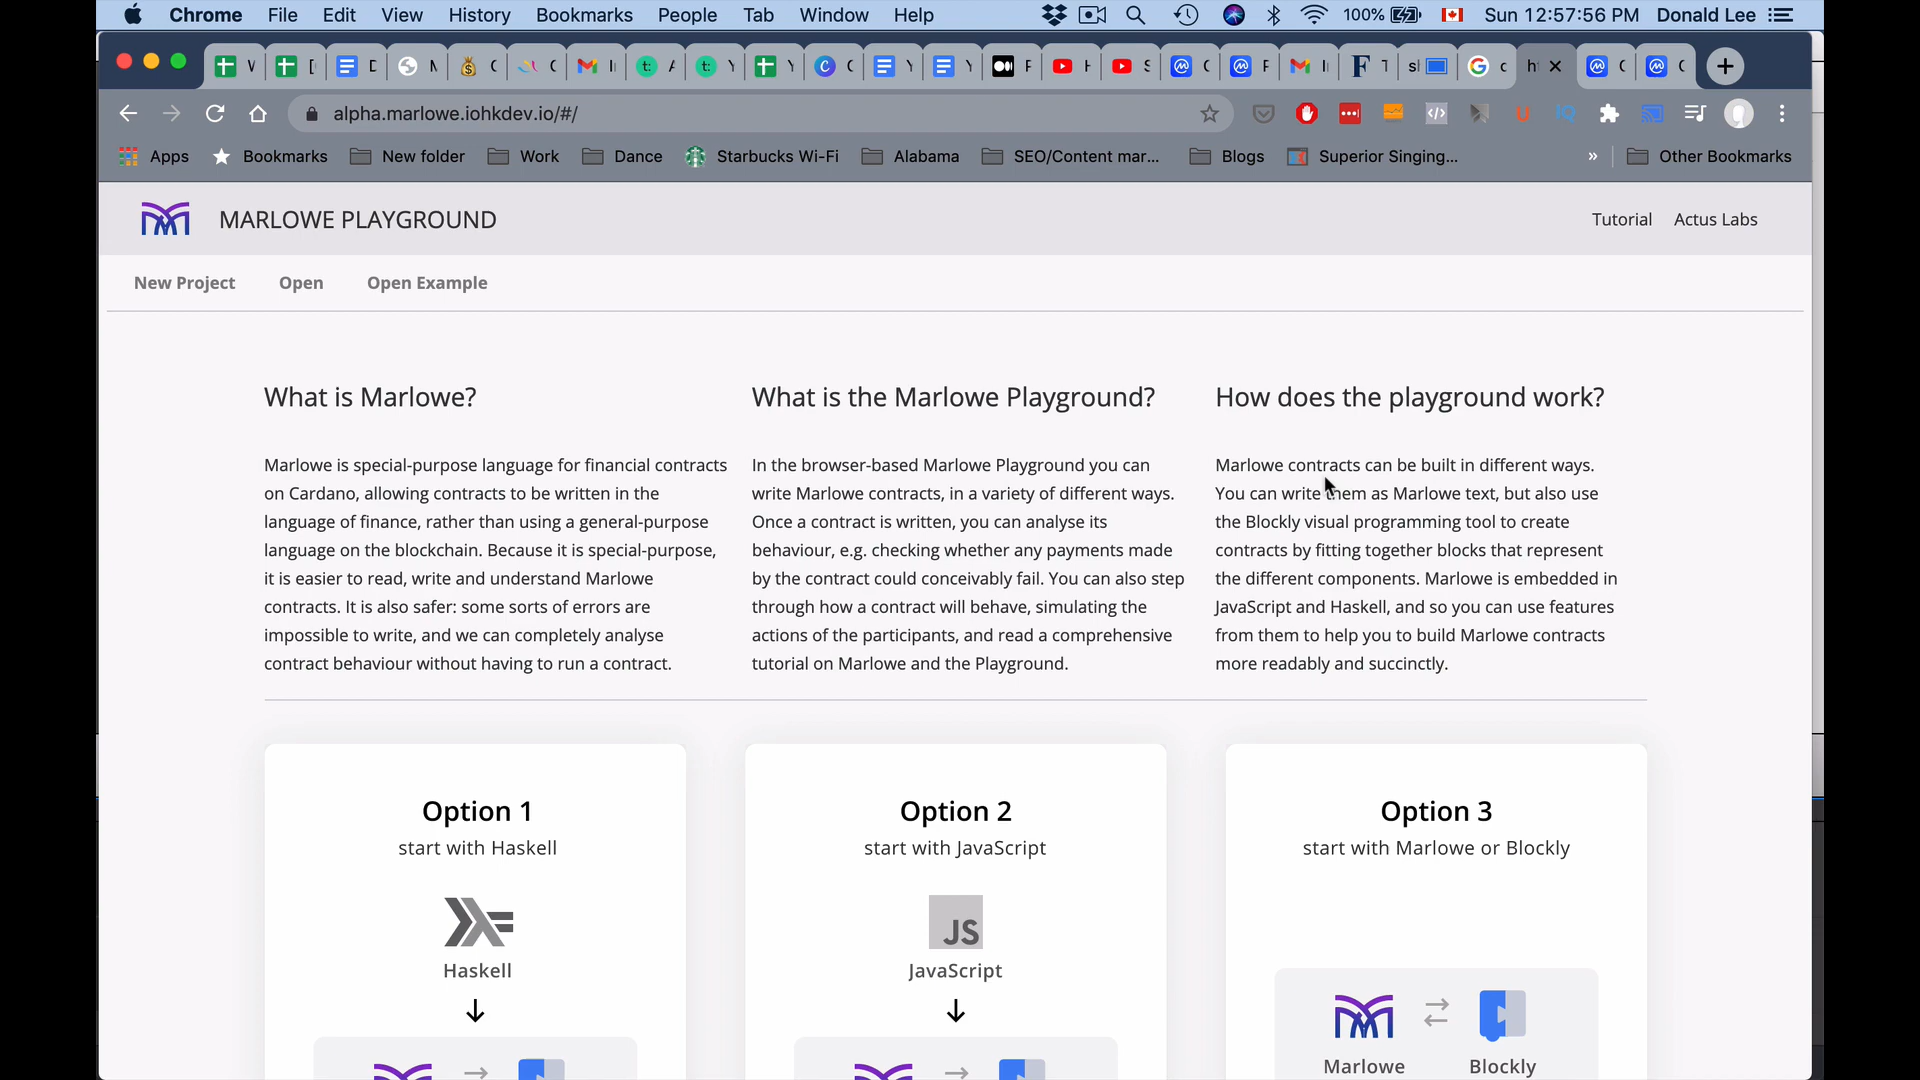 Chrome File Edit View History Bookmarks People Tab Window Help 100% Sun 12:57:56 PM Donald Lee
alpha.marlowe.iohkdev.io/#/
Apps Bookmarks New folder Work Dance Starbucks Wi-Fi Alabama SEO/Content mar... Blogs Superior Singing... » Other Bookmarks
MARLOWE PLAYGROUND Tutorial Actus Labs
New Project Open Open Example
What is Marlowe?
Marlowe is special-purpose language for financial contracts
on Cardano, allowing contracts to be written in the
language of finance, rather than using a general-purpose
language on the blockchain. Because it is special-purpose,
it is easier to read, write and understand Marlowe
contracts. It is also safer: some sorts of errors are
impossible to write, and we can completely analyse
contract behaviour without having to run a contract.
What is the Marlowe Playground?
In the browser-based Marlowe Playground you can
write Marlowe contracts, in a variety of different ways.
Once a contract is written, you can analyse its
behaviour, e.g. checking whether any payments made
by the contract could conceivably fail. You can also step
through how a contract will behave, simulating the
actions of the participants, and read a comprehensive
tutorial on Marlowe and the Playground.
How does the playground work?
Marlowe contracts can be built in different ways.
You can write them as Marlowe text, but also use
the Blockly visual programming tool to create
contracts by fitting together blocks that represent
the different components. Marlowe is embedded in
JavaScript and Haskell, and so you can use features
from them to help you to build Marlowe contracts
more readably and succinctly.
Option 1
start with Haskell
Haskell
Option 2
start with JavaScript
JS
JavaScript
Option 3
start with Marlowe or Blockly
Marlowe Blockly